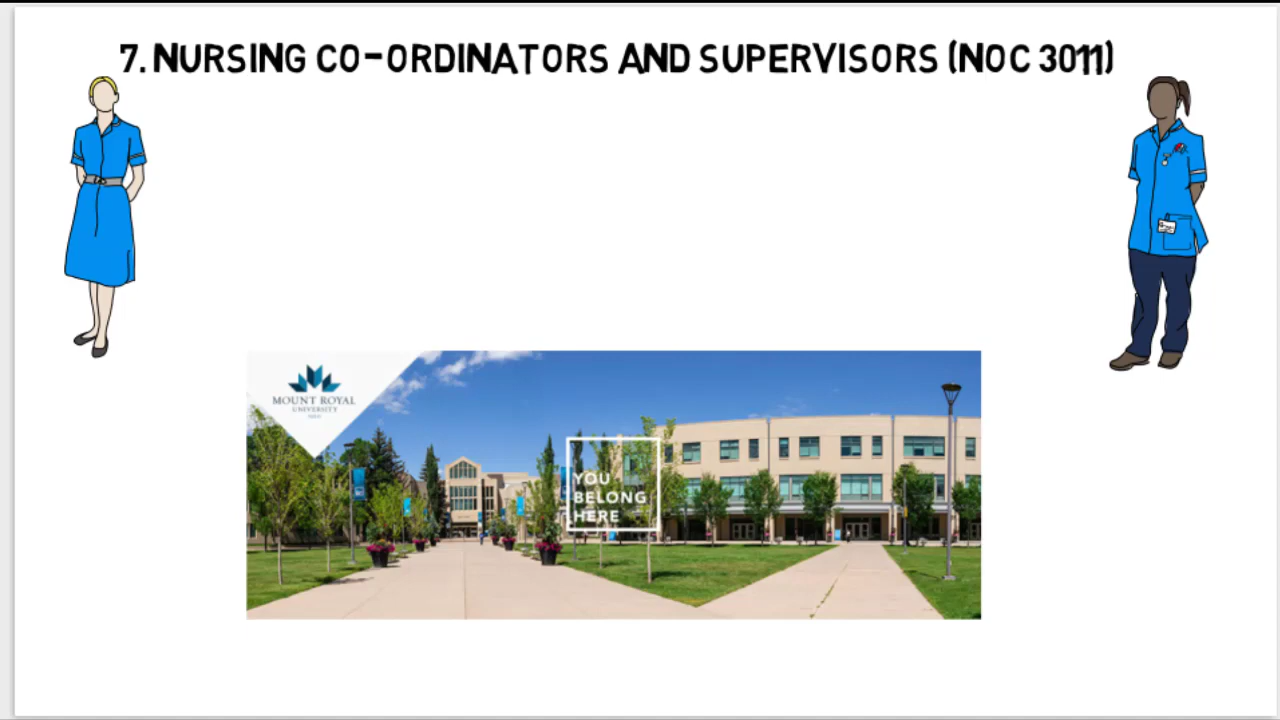 7. NURSING CO-ORDINATORS AND SUPERVISORS (NOC 3011)
MOUNT ROYAL
UNIVERSITY
YOU
BELONG
HERE